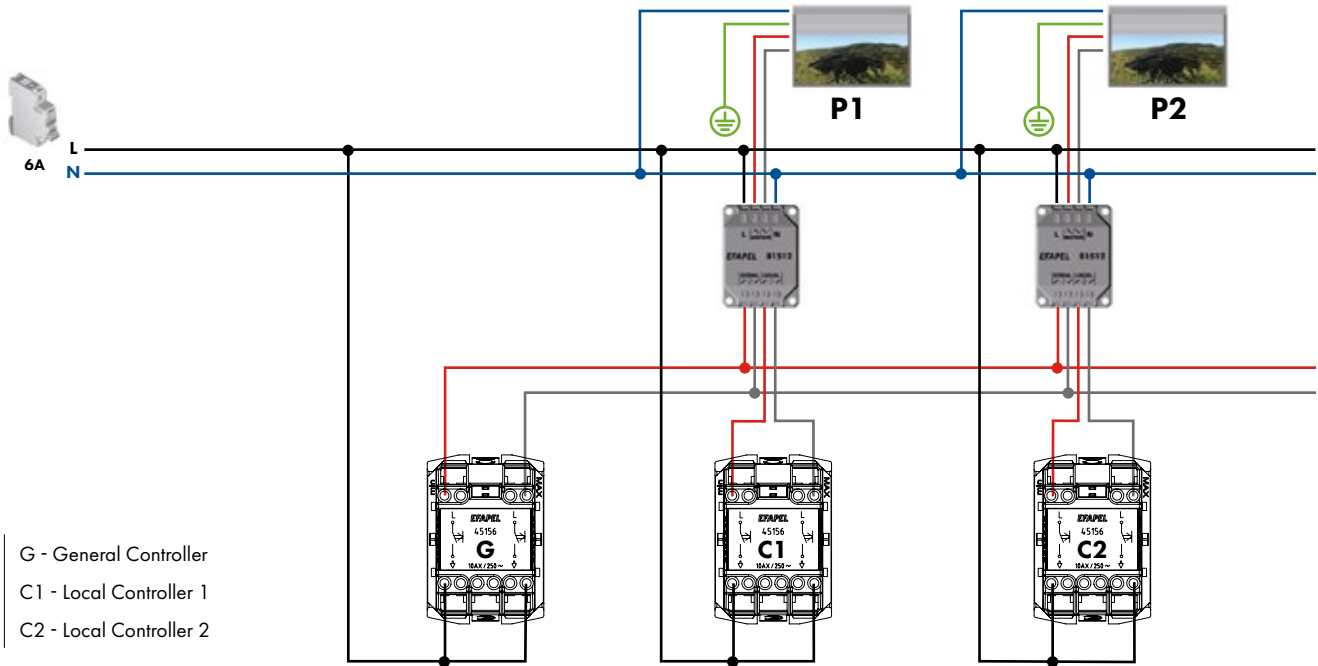 P1
P2
L
6A
N
L N
EFAPEL 81512
L N
EFAPEL 81512
MAX
L EFAPEL L
45156
G
10AX / 250 ~
MAX
L EFAPEL L
45156
C1
10AX / 250 ~
MAX
L EFAPEL L
45156
C2
10AX / 250 ~
G - General Controller
C1 - Local Controller 1
C2 - Local Controller 2